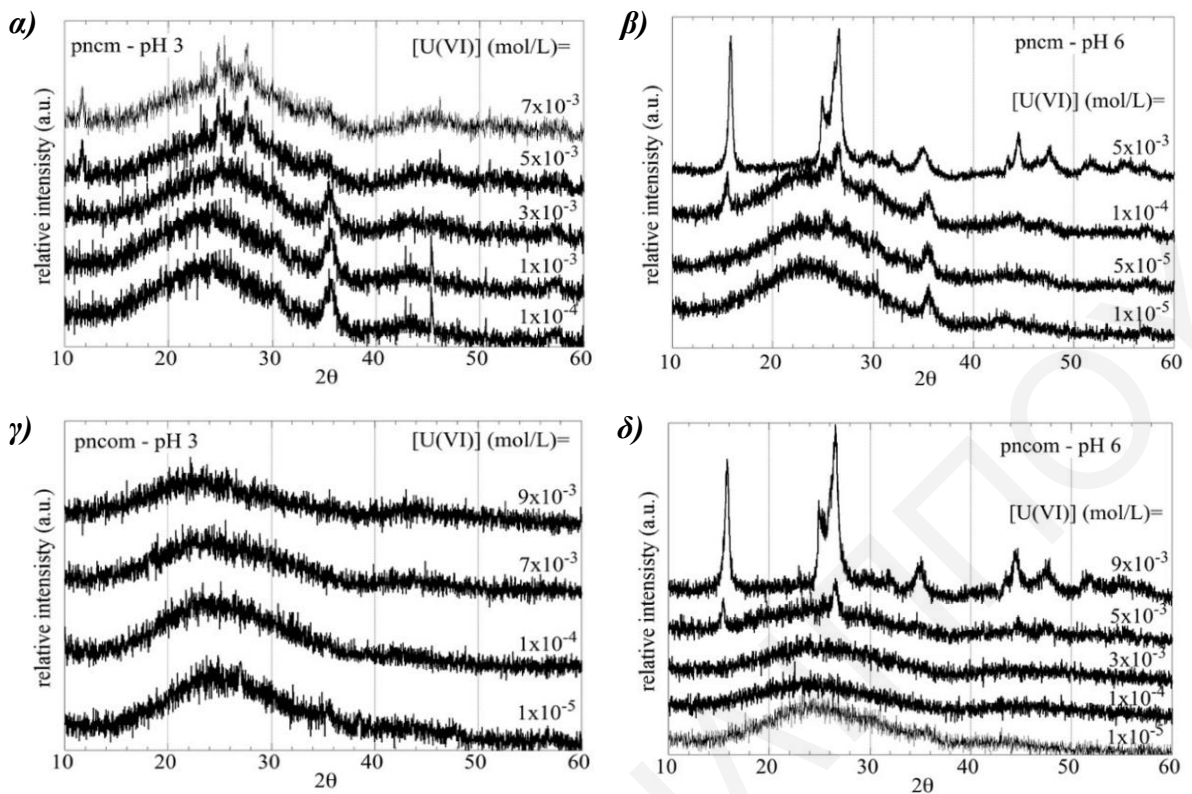 α)
pncm - pH 3
[U(VI)] (mol/L)=
7x10⁻³
5x10⁻³
3x10⁻³
1x10⁻³
1x10⁻⁴
relative intensisty (a.u.)
10 20 30 40 50 60
2θ
β)
pncm - pH 6
[U(VI)] (mol/L)=
5x10⁻³
1x10⁻⁴
5x10⁻⁵
1x10⁻⁵
relative intensisty (a.u.)
10 20 30 40 50 60
2θ
γ)
pncom - pH 3
[U(VI)] (mol/L)=
9x10⁻³
7x10⁻³
1x10⁻⁴
1x10⁻⁵
relative intensisty (a.u.)
10 20 30 40 50 60
2θ
δ)
pncom - pH 6
[U(VI)] (mol/L)=
9x10⁻³
5x10⁻³
3x10⁻³
1x10⁻⁴
1x10⁻⁵
relative intensisty (a.u.)
10 20 30 40 50 60
2θ